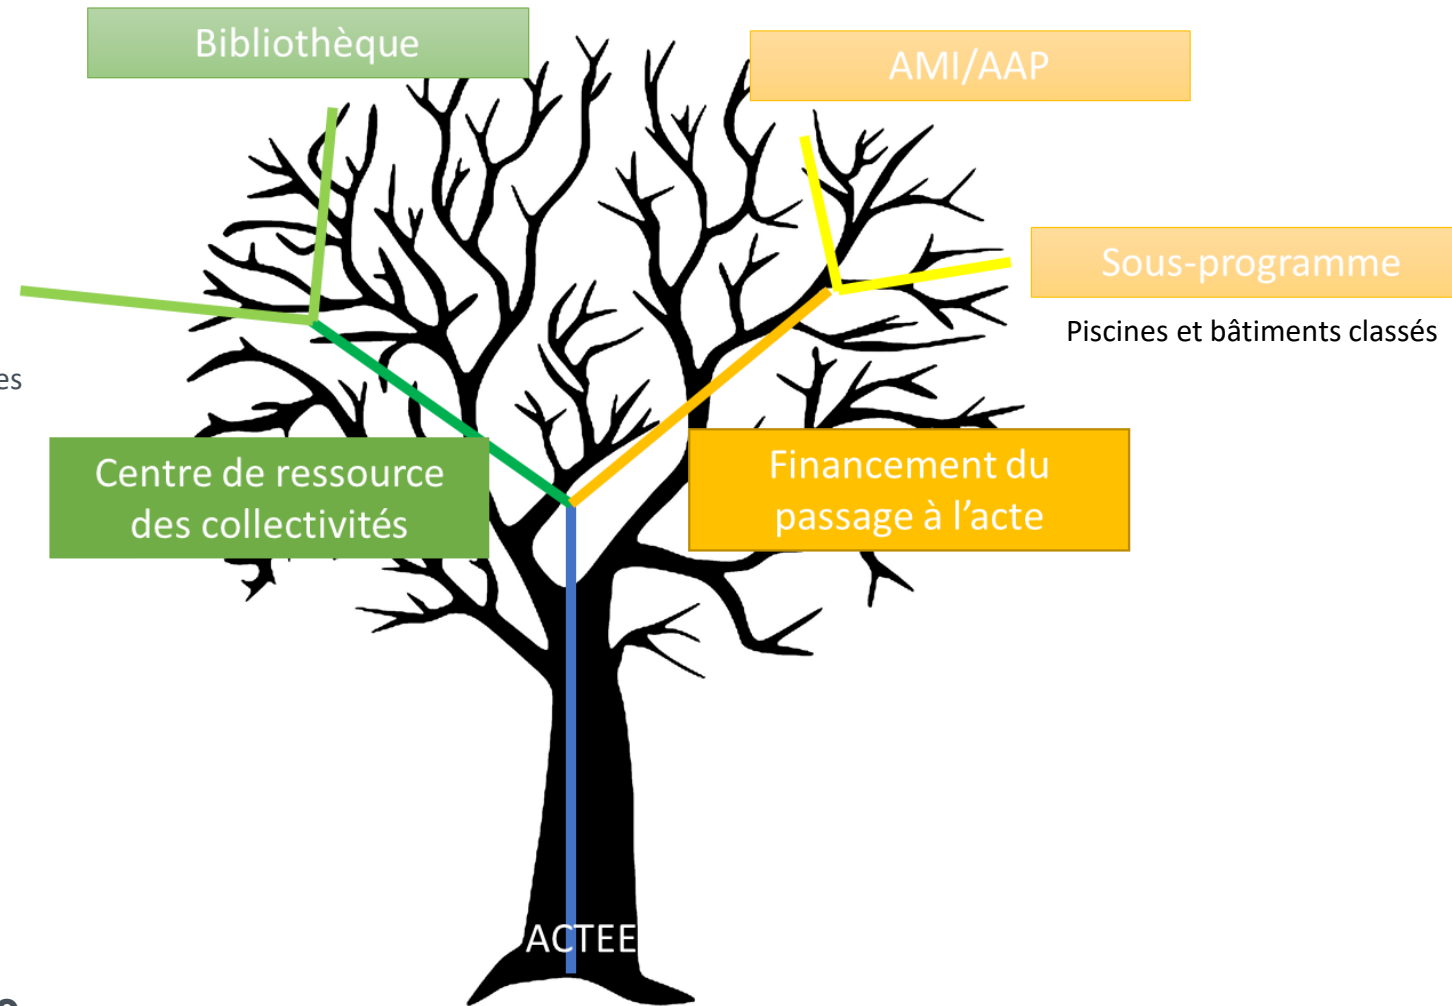 Bibliothèque
AMI/AAP
Sous-programme
Piscines et bâtiments classés
es
Centre de ressource
des collectivités
Financement du
passage à l’acte
ACTEE